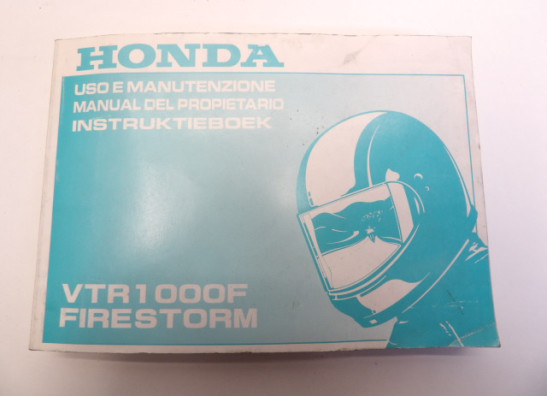 HONDA
USO E MANUTENZIONE
MANUAL DEL PROPIETARIO
INSTRUKTIEBOEK
VTR1000F
FIRESTORM